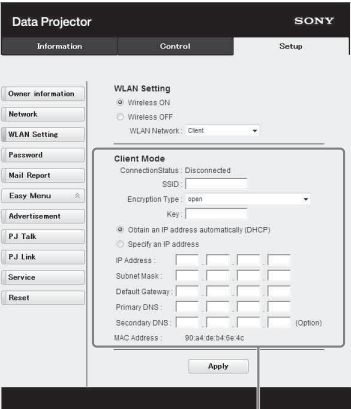 Data Projector
SONY
Information
Control
Setup
Owner information
Network
WLAN Setting
Password
Mail Report
Easy Menu
Advertisement
PJ Talk
PJ Link
Service
Reset
WLAN Setting
Wireless ON
Wireless OFF
WLAN Network : Client
Client Mode
ConnectionStatus : Disconnected
SSID :
Encryption Type : open
Key :
Obtain an IP address automatically (DHCP)
Specify an IP address
IP Address :
Subnet Mask :
Default Gateway :
Primary DNS :
Secondary DNS : (Option)
MAC Address : 90:a4:de:b4:6e:4c
Apply